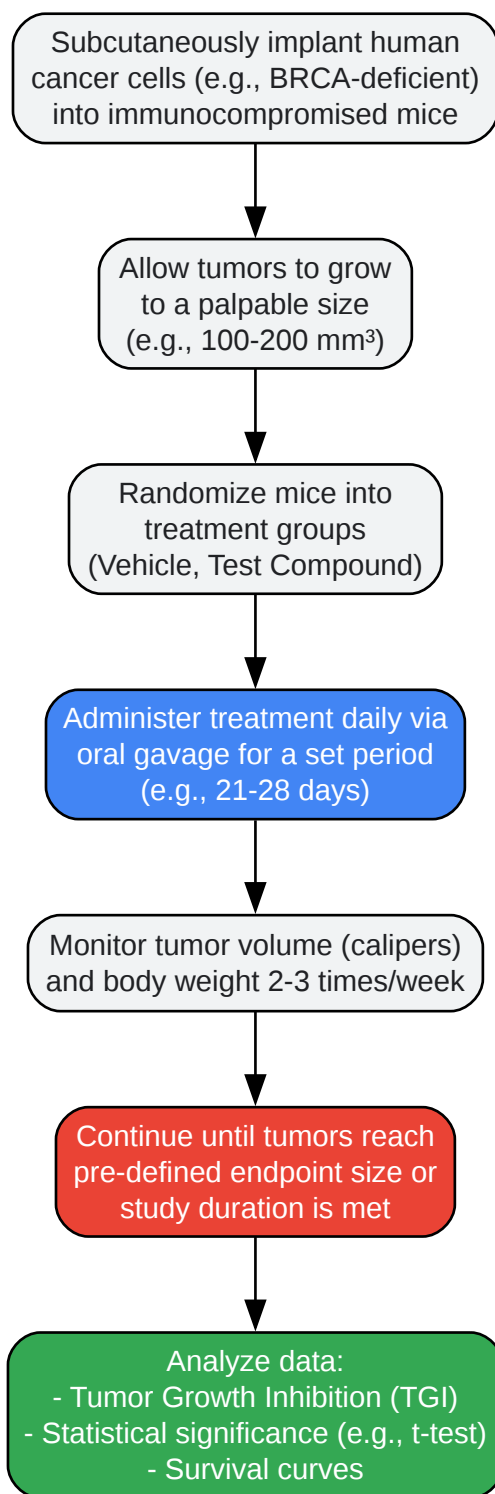 Subcutaneously implant human
cancer cells (e.g., BRCA-deficient)
into immunocompromised mice
Allow tumors to grow
to a palpable size
(e.g., 100-200 mm³)
Randomize mice into
treatment groups
(Vehicle, Test Compound)
Administer treatment daily via
oral gavage for a set period
(e.g., 21-28 days)
Monitor tumor volume (calipers)
and body weight 2-3 times/week
Continue until tumors reach
pre-defined endpoint size or
study duration is met
Analyze data:
- Tumor Growth Inhibition (TGI)
- Statistical significance (e.g., t-test)
- Survival curves